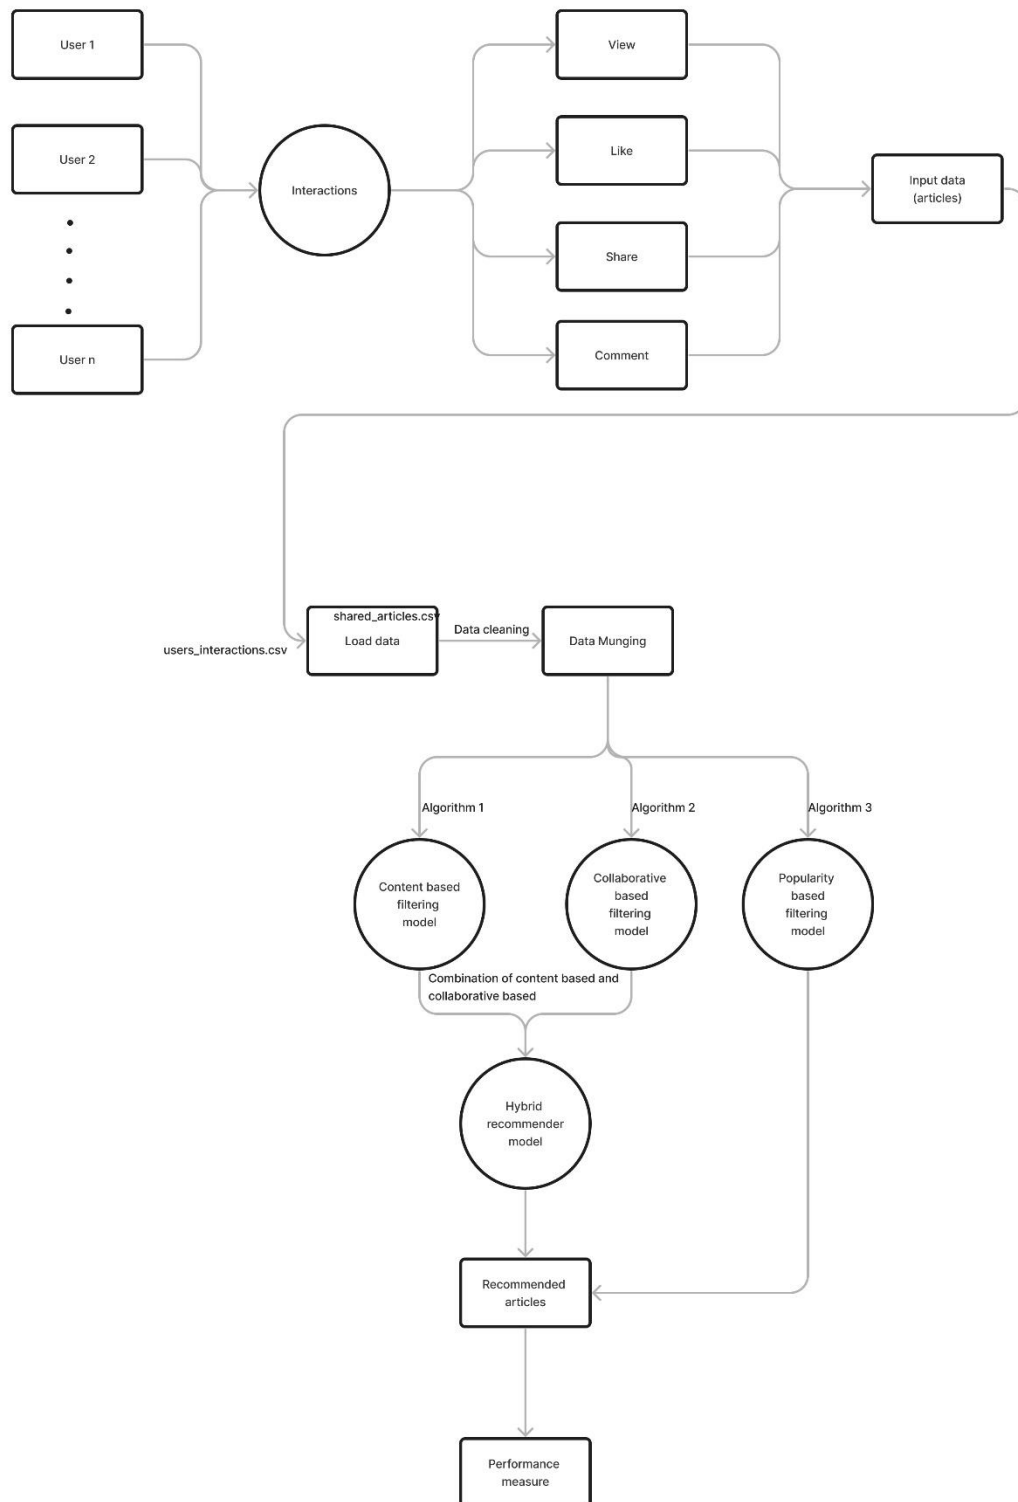 User 1
View
User 2
Like
Interactions
Input data
(articles)
Share
User n
Comment
shared_articles.csv
Data cleaning
Load data
Data Munging
users_interactions.csv
Algorithm 1
Algorithm 2
Algorithm 3
Content based
filtering
model
Collaborative
based
filtering
model
Popularity
based
filtering
model
Combination of content based and
collaborative based
Hybrid
recommender
model
Recommended
articles
Performance
measure